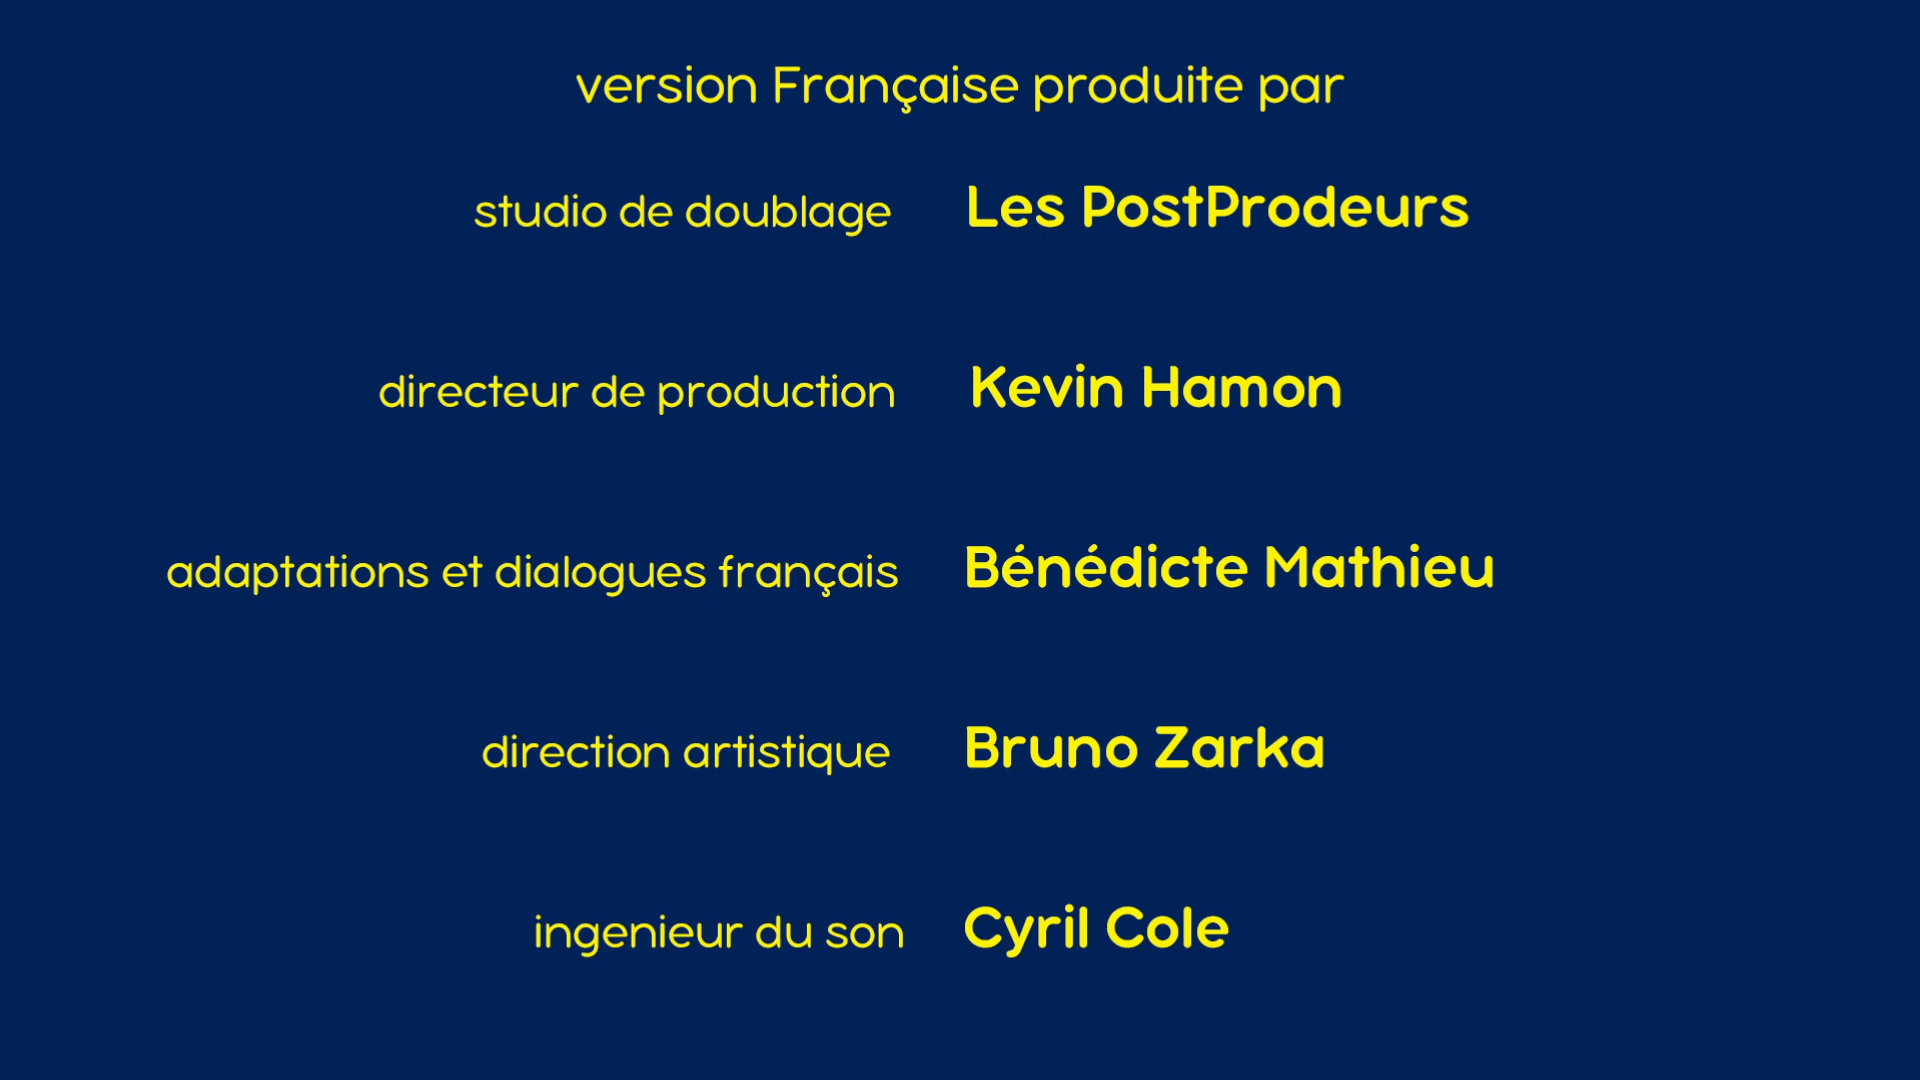 version Française produite par
studio de doublage Les PostProdeurs
directeur de production Kevin Hamon
adaptations et dialogues français Bénédicte Mathieu
direction artistique Bruno Zarka
ingenieur du son Cyril Cole